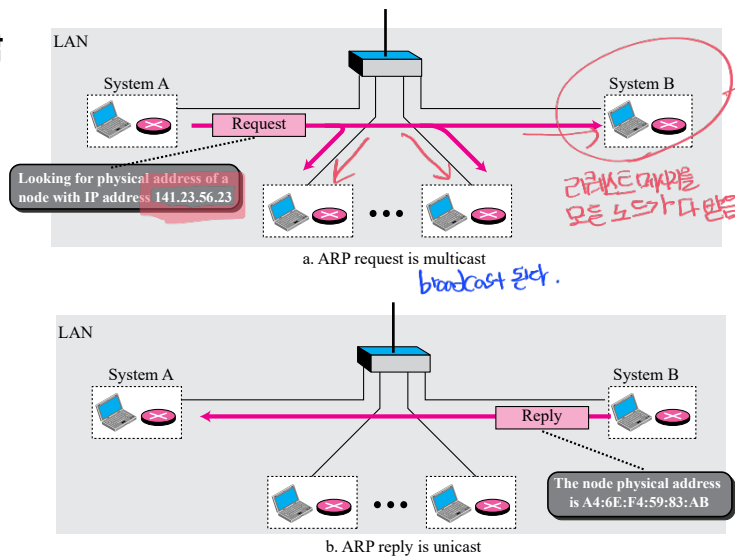 LAN
System A
System B
Request
Looking for physical address of a
node with IP address 141.23.56.23
리퀘스트 메시지를
모든 노드가 다 받음
a. ARP request is multicast
broadcast 된다.
LAN
System A
System B
Reply
The node physical address
is A4:6E:F4:59:83:AB
b. ARP reply is unicast